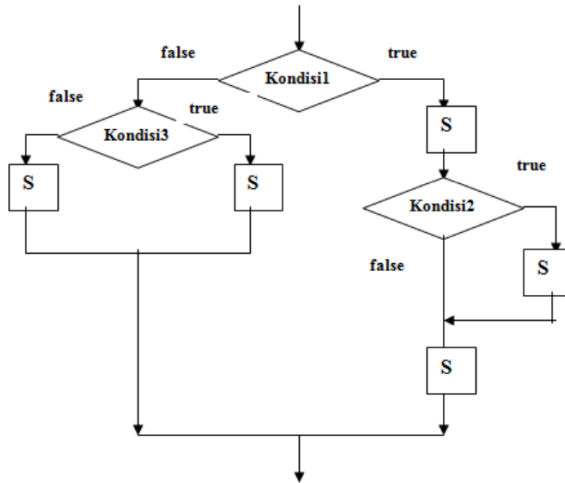 false
true
Kondisi1
false
true
Kondisi3
S
S
S
true
Kondisi2
false
S
S